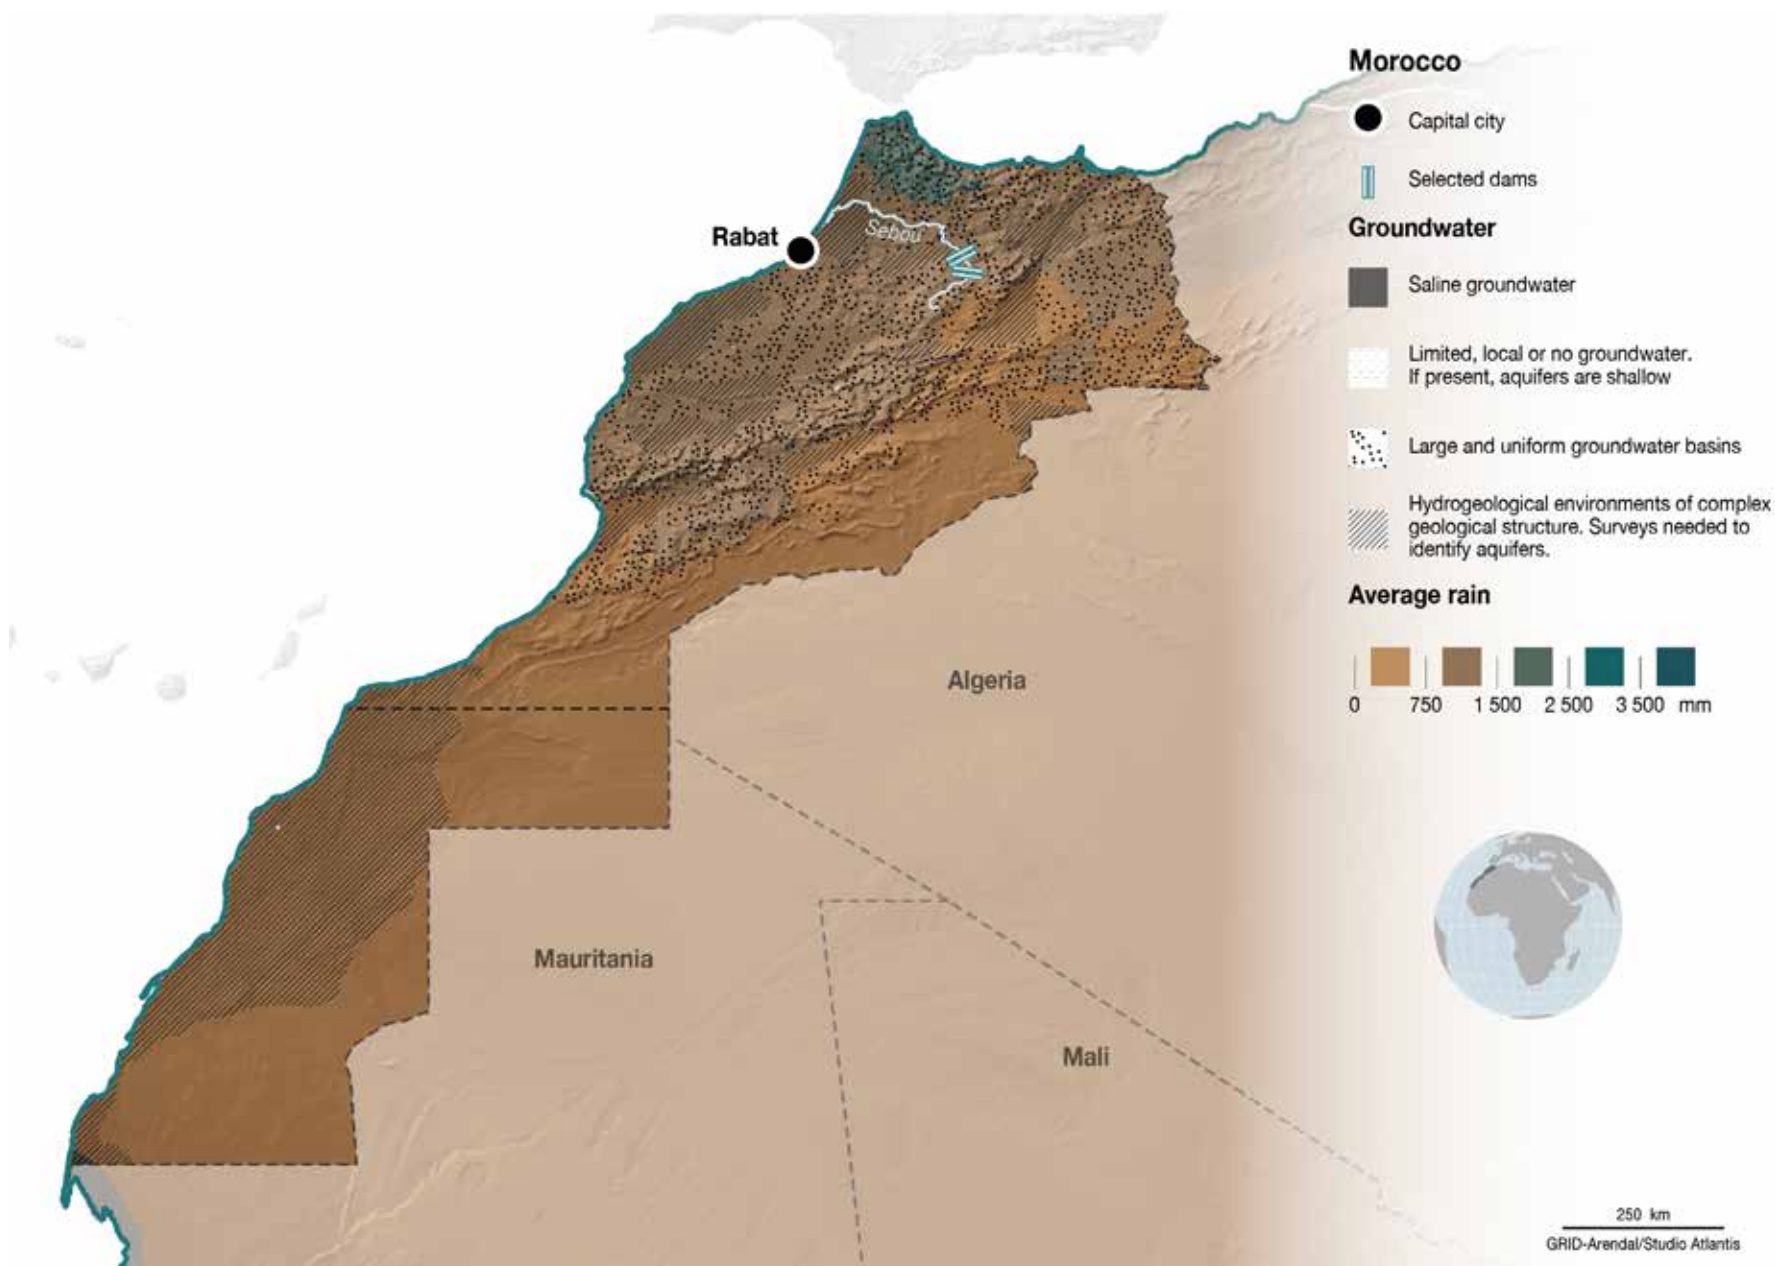 Morocco
Capital city
Selected dams
Groundwater
Saline groundwater
Limited, local or no groundwater.
If present, aquifers are shallow
Large and uniform groundwater basins
Hydrogeological environments of complex
geological structure. Surveys needed to
identify aquifers.
Average rain
0 750 1 500 2 500 3 500 mm
Rabat
Sebou
Algeria
Mauritania
Mali
250 km
GRID-Arendal/Studio Atlantis